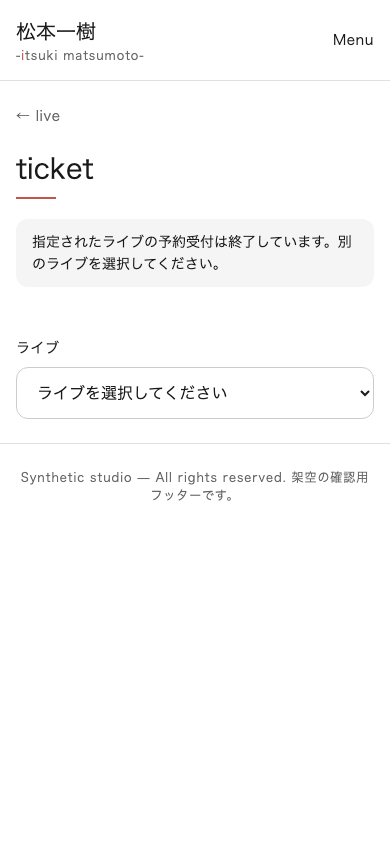 松本一樹
-itsuki matsumoto-
Menu
← live
ticket
指定されたライブの予約受付は終了しています。別
のライブを選択してください。
ライブ
ライブを選択してください
Synthetic studio — All rights reserved. 架空の確認用
フッターです。